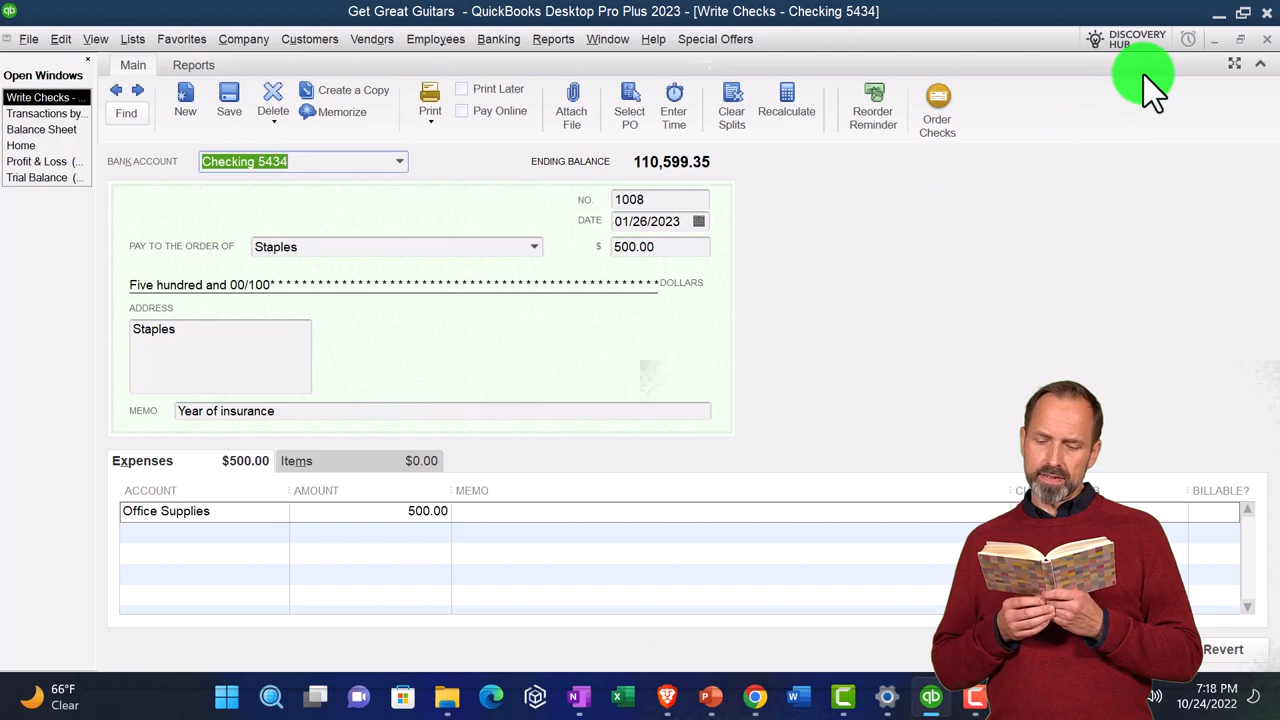 Get Great Guitars - QuickBooks Desktop Pro Plus 2023 - [Write Checks - Checking 5434]
File Edit View Lists Favorites Company Customers Vendors Employees Banking Reports Window Help Special Offers
DISCOVERY
HUB
Open Windows
Write Checks - ...
Transactions by...
Balance Sheet
Home
Profit & Loss (...
Trial Balance (...
Main Reports
Find
New
Save
Delete
Create a Copy
Memorize
Print
Print Later
Pay Online
Attach
File
Select
PO
Enter
Time
Clear
Splits
Recalculate
Reorder
Reminder
Order
Checks
BANK ACCOUNT Checking 5434 ENDING BALANCE 110,599.35
NO. 1008
DATE 01/26/2023
PAY TO THE ORDER OF Staples $ 500.00
Five hundred and 00/100* * * * * * * * * * * * * * * * * * * * * * * * * * * * * * * * * * * * * * * * * * * * * * * * * * * * * * DOLLARS
ADDRESS
Staples
MEMO Year of insurance
Expenses $500.00 Items $0.00
ACCOUNT AMOUNT MEMO BILLABLE?
Office Supplies 500.00
Revert
66°F
Clear
7:18 PM
10/24/2022